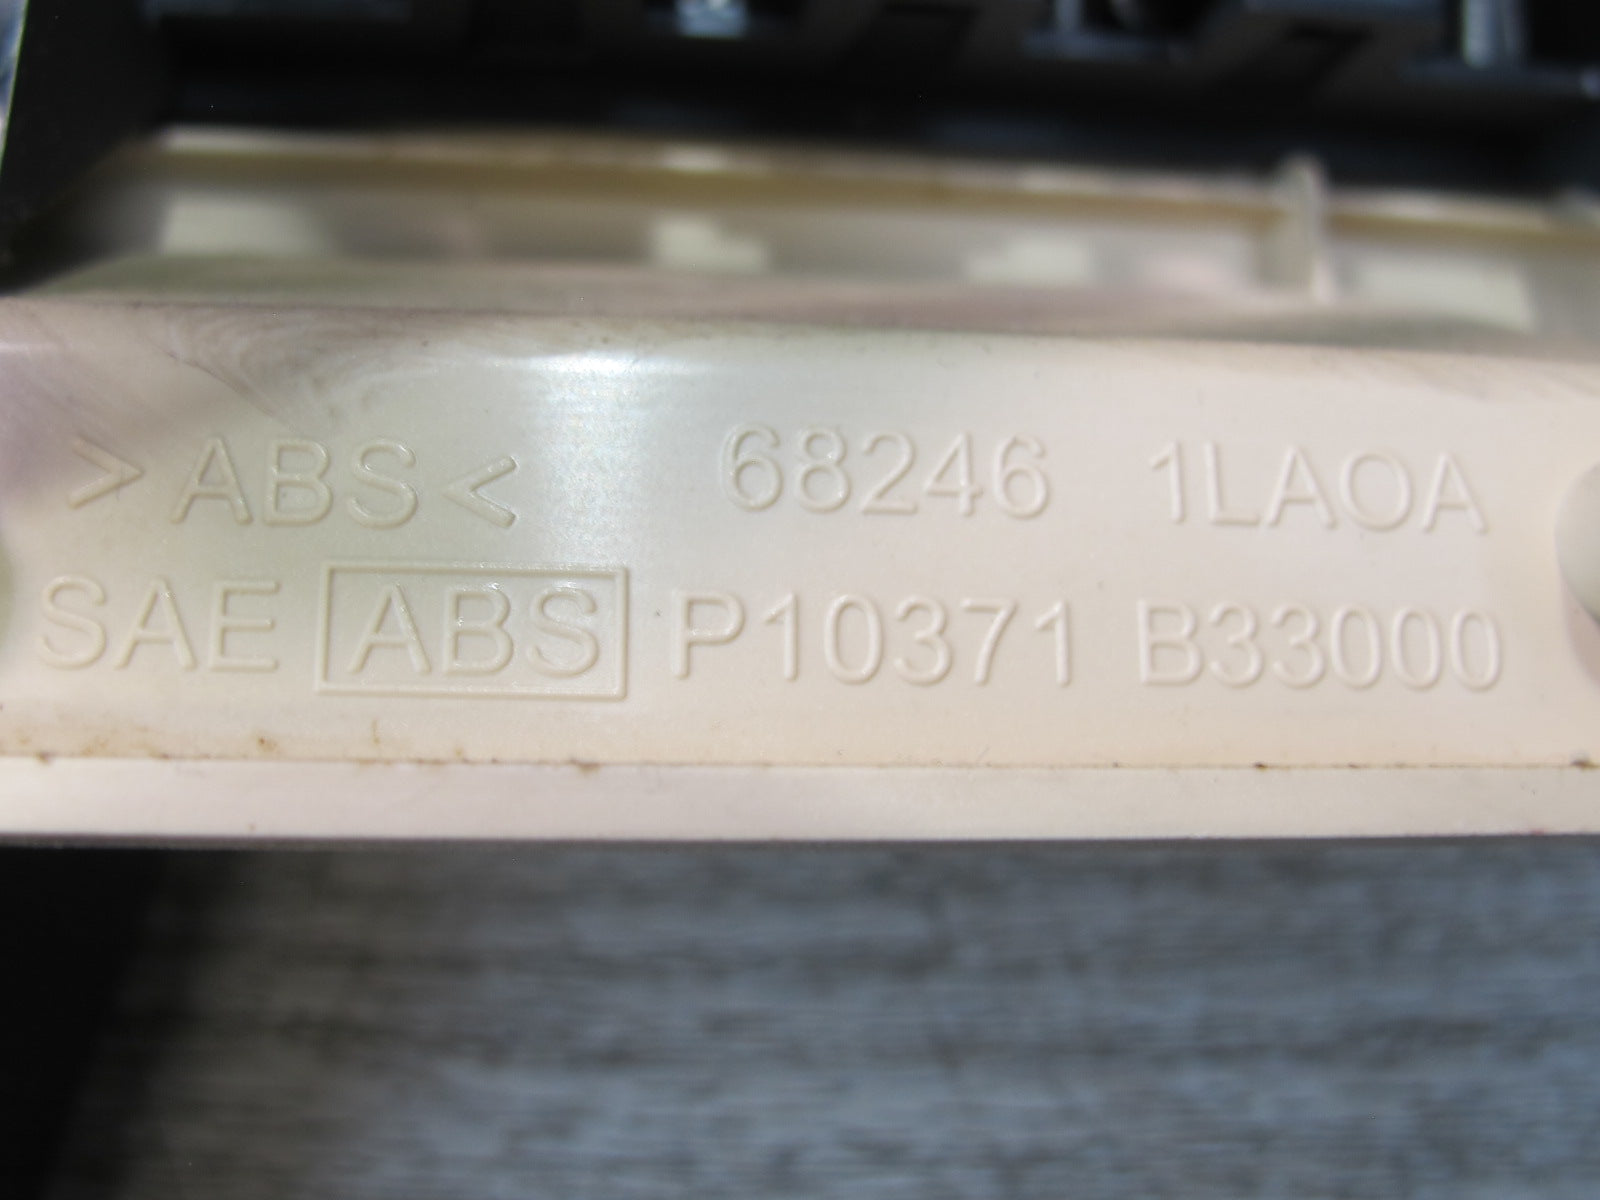 >ABS< 68246 1LAOA
SAE ABS P10371 B33000